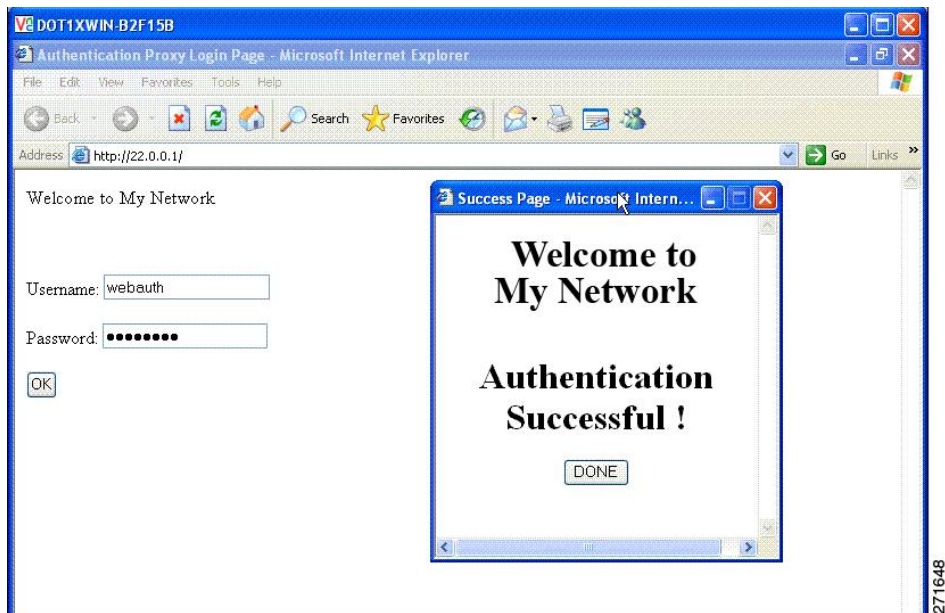 VC DOT1XWIN-B2F15B
Authentication Proxy Login Page - Microsoft Internet Explorer
File Edit View Favorites Tools Help
Back Search Favorites
Address http://22.0.0.1/ Go Links »
Welcome to My Network
Username: webauth
Password: ●●●●●●●●
OK
Success Page - Microsoft Intern...
Welcome to
My Network
Authentication
Successful !
DONE
271648